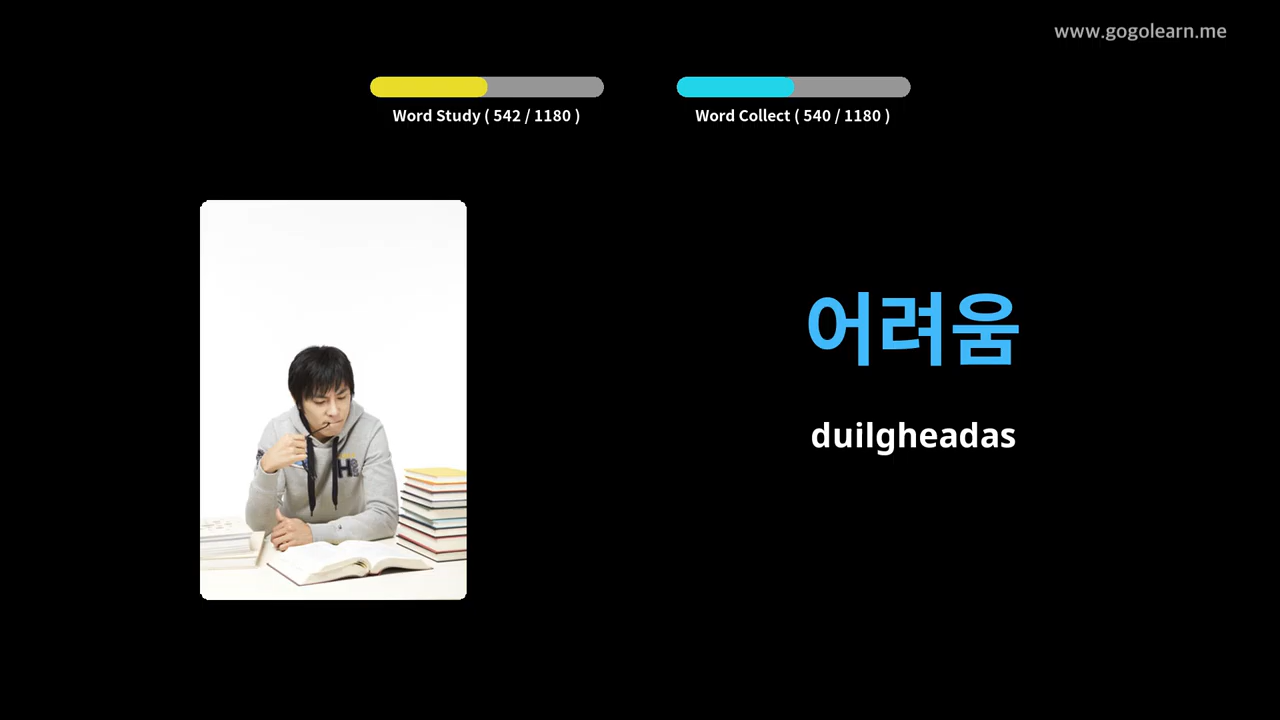 www.gogolearn.me
Word Study ( 542 / 1180 )
Word Collect ( 540 / 1180 )
어려움
duilgheadas
H